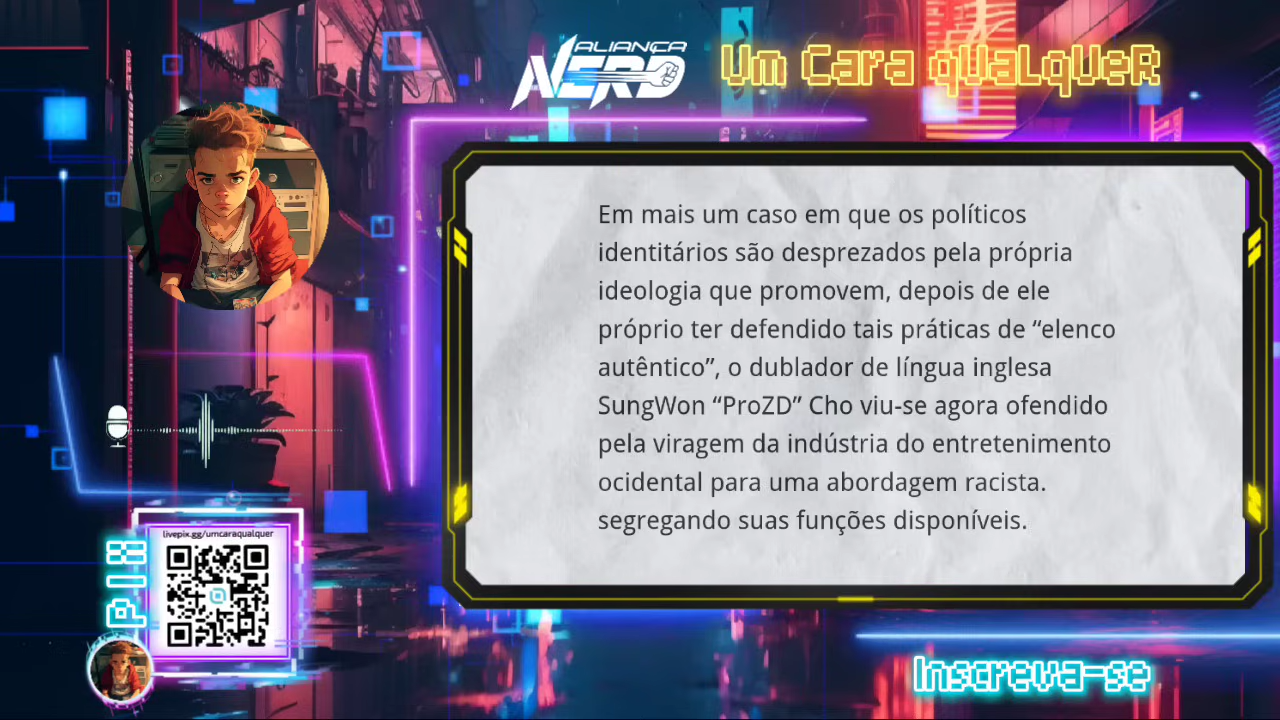 ALIANÇA
NERD
Um Cara qUaLqUeR
Em mais um caso em que os políticos
identitários são desprezados pela própria
ideologia que promovem, depois de ele
próprio ter defendido tais práticas de “elenco
autêntico”, o dublador de língua inglesa
SungWon “ProZD” Cho viu-se agora ofendido
pela viragem da indústria do entretenimento
ocidental para uma abordagem racista.
segregando suas funções disponíveis.
livepix.gg/umcaraqualquer
PIX
Inscreva-se